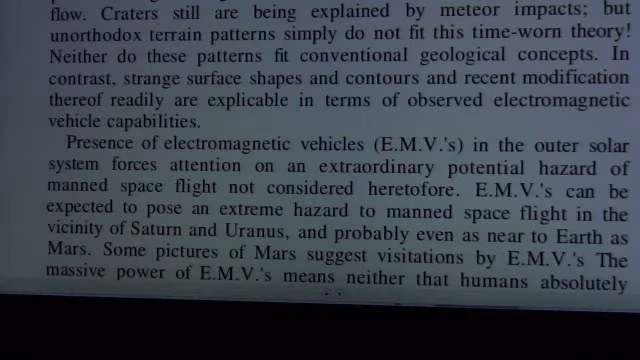 flow. Craters still are being explained by meteor impacts; but
unorthodox terrain patterns simply do not fit this time-worn theory!
Neither do these patterns fit conventional geological concepts. In
contrast, strange surface shapes and contours and recent modification
thereof readily are explicable in terms of observed electromagnetic
vehicle capabilities.
Presence of electromagnetic vehicles (E.M.V.'s) in the outer solar
system forces attention on an extraordinary potential hazard of
manned space flight not considered heretofore. E.M.V.'s can be
expected to pose an extreme hazard to manned space flight in the
vicinity of Saturn and Uranus, and probably even as near to Earth as
Mars. Some pictures of Mars suggest visitations by E.M.V.'s The
massive power of E.M.V.'s means neither that humans absolutely